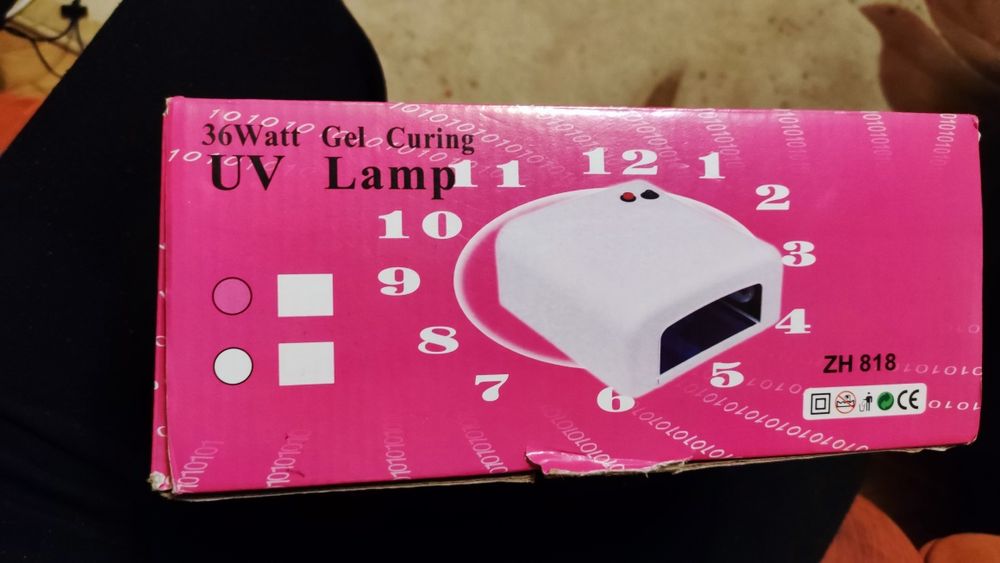 36Watt Gel Curing
UV Lamp
11 12 1
10 2
9 3
8 4
7 6 5
ZH 818
CE